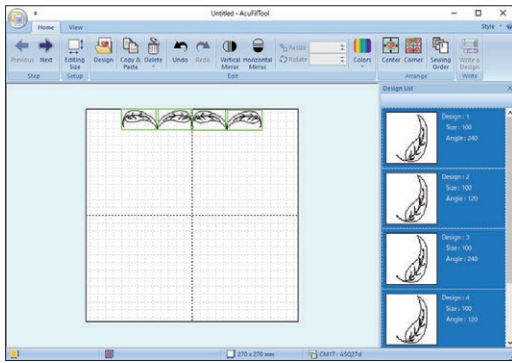 Untitled - AcuFilTool
Home View Style
Previous Next Editing Size Design Copy & Paste Delete Undo Redo Vertical Mirror Horizontal Mirror Resize Rotate Colors Center Corner Sewing Order Write a Design
Step Setup Edit Arrange Write
Design List
Design : 1
Size : 100
Angle : 240
Design : 2
Size : 100
Angle : 120
Design : 3
Size : 100
Angle : 240
Design : 4
Size : 100
Angle : 120
270 x 270 mm CM17 : ASQ27d